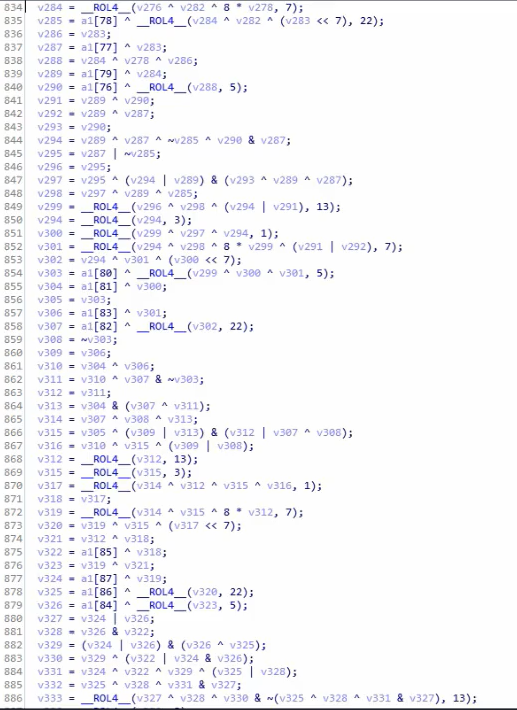 834 v284 = __ROL4__(v276 ^ v282 ^ 8 * v278, 7);
835 v285 = a1[78] ^ __ROL4__(v284 ^ v282 ^ (v283 << 7), 22);
836 v286 = v283;
837 v287 = a1[77] ^ v283;
838 v288 = v284 ^ v278 ^ v286;
839 v289 = a1[79] ^ v284;
840 v290 = a1[76] ^ __ROL4__(v288, 5);
841 v291 = v289 ^ v290;
842 v292 = v289 ^ v287;
843 v293 = v290;
844 v294 = v289 ^ v287 ^ ~v285 ^ v290 & v287;
845 v295 = v287 | ~v285;
846 v296 = v295;
847 v297 = v295 ^ (v294 | v289) & (v293 ^ v289 ^ v287);
848 v298 = v297 ^ v289 ^ v285;
849 v299 = __ROL4__(v296 ^ v298 ^ (v294 | v291), 13);
850 v294 = __ROL4__(v294, 3);
851 v300 = __ROL4__(v299 ^ v297 ^ v294, 1);
852 v301 = __ROL4__(v294 ^ v298 ^ 8 * v299 ^ (v291 | v292), 7);
853 v302 = v294 ^ v301 ^ (v300 << 7);
854 v303 = a1[80] ^ __ROL4__(v299 ^ v300 ^ v301, 5);
855 v304 = a1[81] ^ v300;
856 v305 = v303;
857 v306 = a1[83] ^ v301;
858 v307 = a1[82] ^ __ROL4__(v302, 22);
859 v308 = ~v303;
860 v309 = v306;
861 v310 = v304 ^ v306;
862 v311 = v310 ^ v307 & ~v303;
863 v312 = v311;
864 v313 = v304 & (v307 ^ v311);
865 v314 = v307 ^ v308 ^ v313;
866 v315 = v305 ^ (v309 | v313) & (v312 | v307 ^ v308);
867 v316 = v310 ^ v315 ^ (v309 | v308);
868 v312 = __ROL4__(v312, 13);
869 v315 = __ROL4__(v315, 3);
870 v317 = __ROL4__(v314 ^ v312 ^ v315 ^ v316, 1);
871 v318 = v317;
872 v319 = __ROL4__(v314 ^ v315 ^ 8 * v312, 7);
873 v320 = v319 ^ v315 ^ (v317 << 7);
874 v321 = v312 ^ v318;
875 v322 = a1[85] ^ v318;
876 v323 = v319 ^ v321;
877 v324 = a1[87] ^ v319;
878 v325 = a1[86] ^ __ROL4__(v320, 22);
879 v326 = a1[84] ^ __ROL4__(v323, 5);
880 v327 = v324 | v326;
881 v328 = v326 & v322;
882 v329 = (v324 | v326) & (v326 ^ v325);
883 v330 = v329 ^ (v322 | v324 & v326);
884 v331 = v324 ^ v322 ^ v329 ^ (v325 | v328);
885 v332 = v325 ^ v328 ^ v331 & v327;
886 v333 = __ROL4__(v327 ^ v328 ^ v330 & ~(v325 ^ v328 ^ v331 & v327), 13);